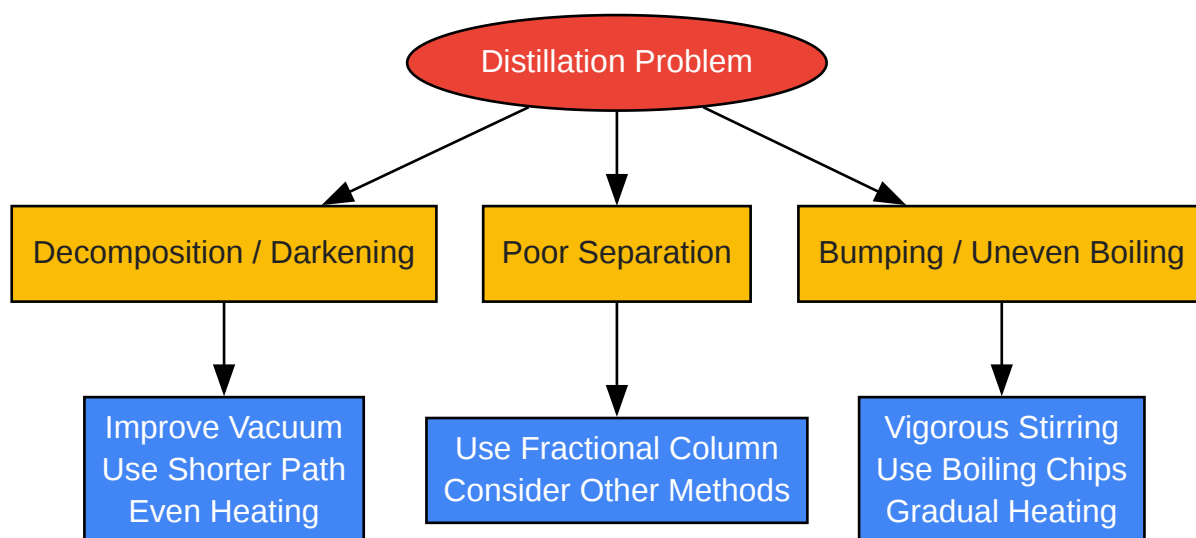 Distillation Problem
Decomposition / Darkening
Poor Separation
Bumping / Uneven Boiling
Improve Vacuum
Use Shorter Path
Even Heating
Use Fractional Column
Consider Other Methods
Vigorous Stirring
Use Boiling Chips
Gradual Heating